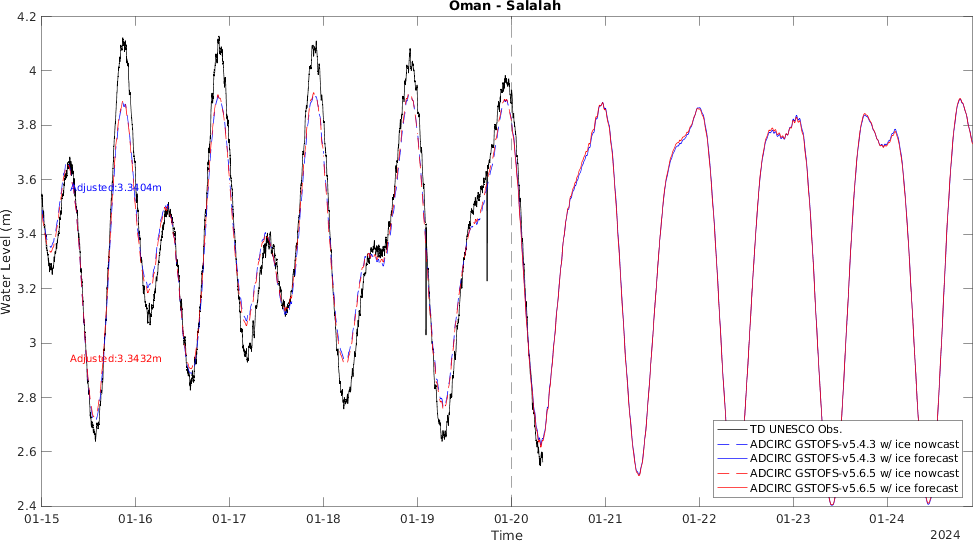 Oman - Salalah
4.2
4
3.8
3.6
3.4
3.2
3
2.8
2.6
2.4
Water Level (m)
Adjusted:3.3404m
Adjusted:3.3432m
TD UNESCO Obs.
ADCIRC GSTOFS-v5.4.3 w/ ice nowcast
ADCIRC GSTOFS-v5.4.3 w/ ice forecast
ADCIRC GSTOFS-v5.6.5 w/ ice nowcast
ADCIRC GSTOFS-v5.6.5 w/ ice forecast
01-15 01-16 01-17 01-18 01-19 01-20 01-21 01-22 01-23 01-24
Time
2024